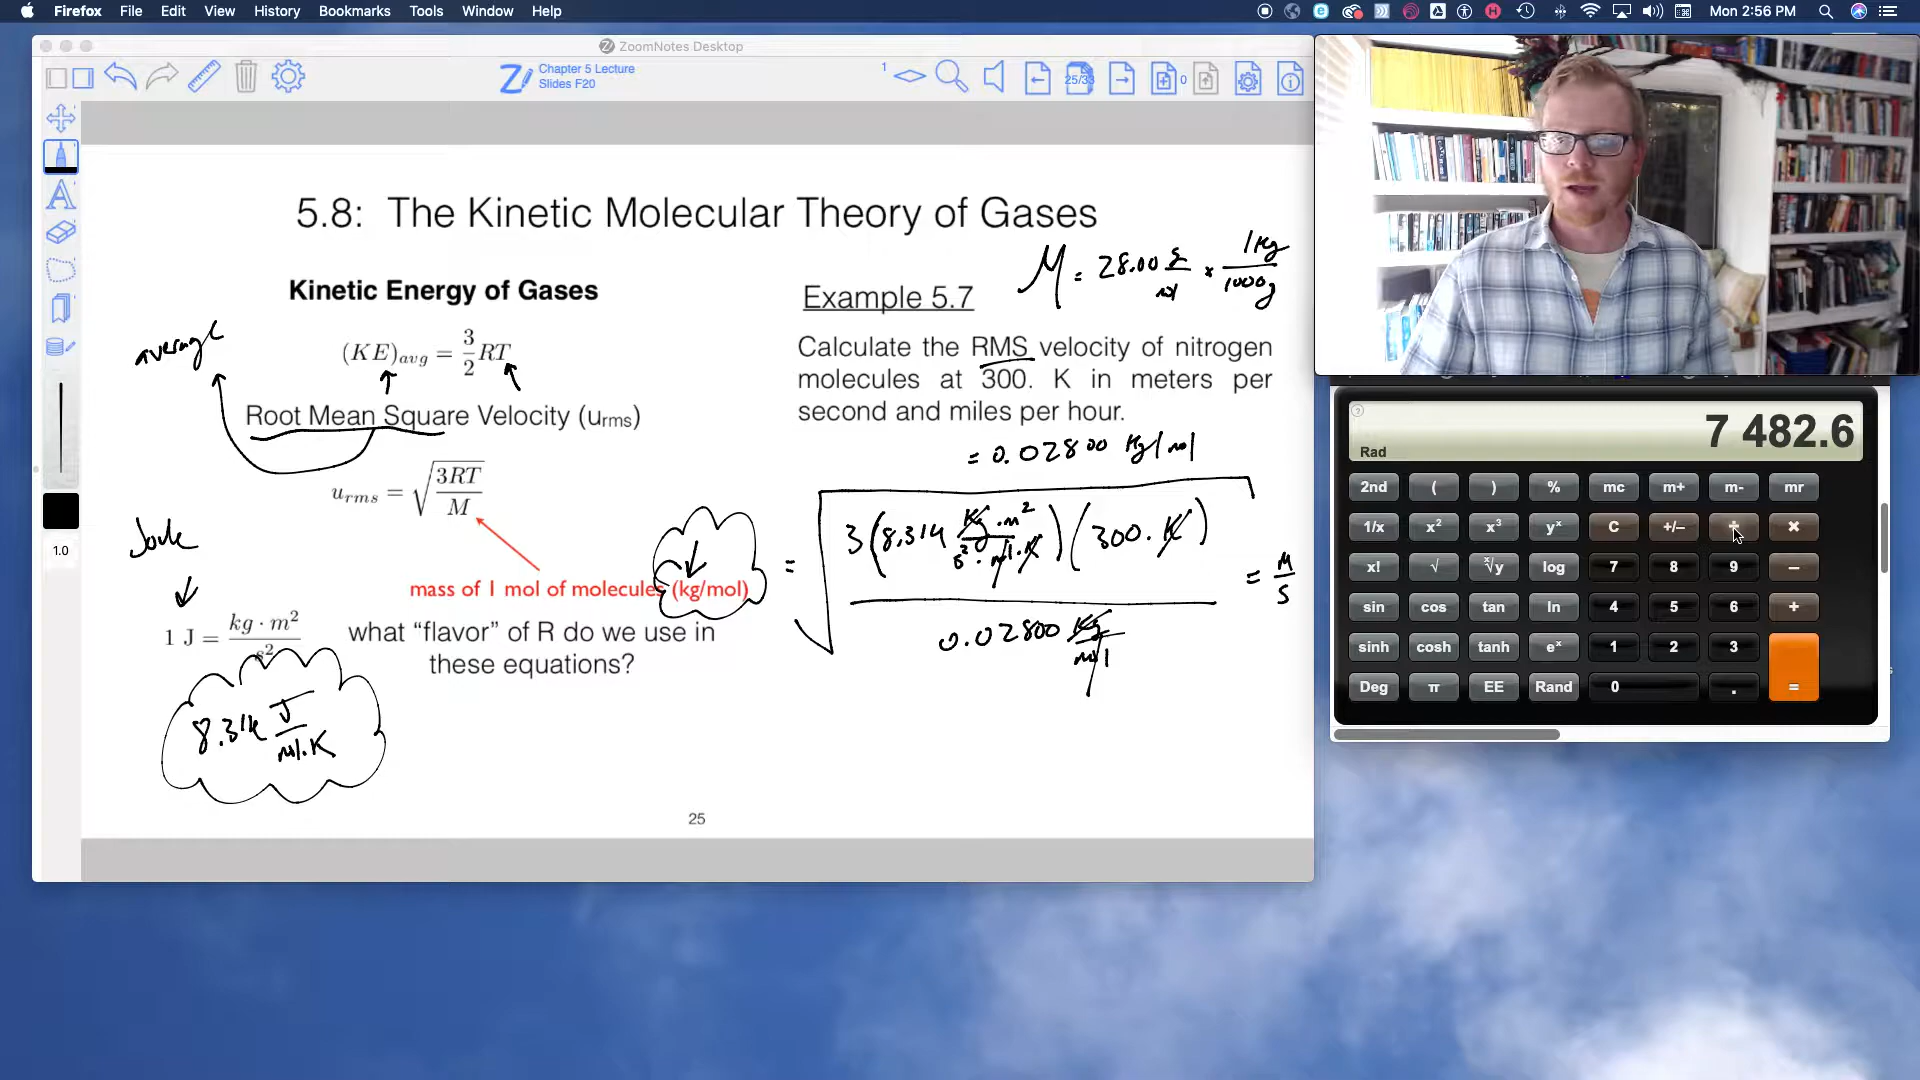 Firefox File Edit View History Bookmarks Tools Window Help
Mon 2:56 PM
ZoomNotes Desktop
Chapter 5 Lecture
Slides F20
1
25/33
0
5.8: The Kinetic Molecular Theory of Gases
Kinetic Energy of Gases
average
(KE)avg = 3/2 RT
Root Mean Square Velocity (urms)
urms = √(3RT/M)
mass of 1 mol of molecules (kg/mol)
Joule
1 J = kg · m²/s²
what “flavor” of R do we use in
these equations?
8.314 J/mol·K
1.0
25
M = 28.00 g/mol × 1 kg/1000g
Example 5.7
Calculate the RMS velocity of nitrogen
molecules at 300. K in meters per
second and miles per hour.
= 0.02800 kg/mol
= √(3(8.314 kg·m²/s²·mol·K)(300. K)/0.02800 kg/mol) = m/s
?
7 482.6
Rad
2nd ( ) % mc m+ m- mr
1/x x² x³ yˣ C +/– ÷ ×
x! √ ˣ√y log 7 8 9 –
sin cos tan ln 4 5 6 +
sinh cosh tanh eˣ 1 2 3
Deg π EE Rand 0 . =